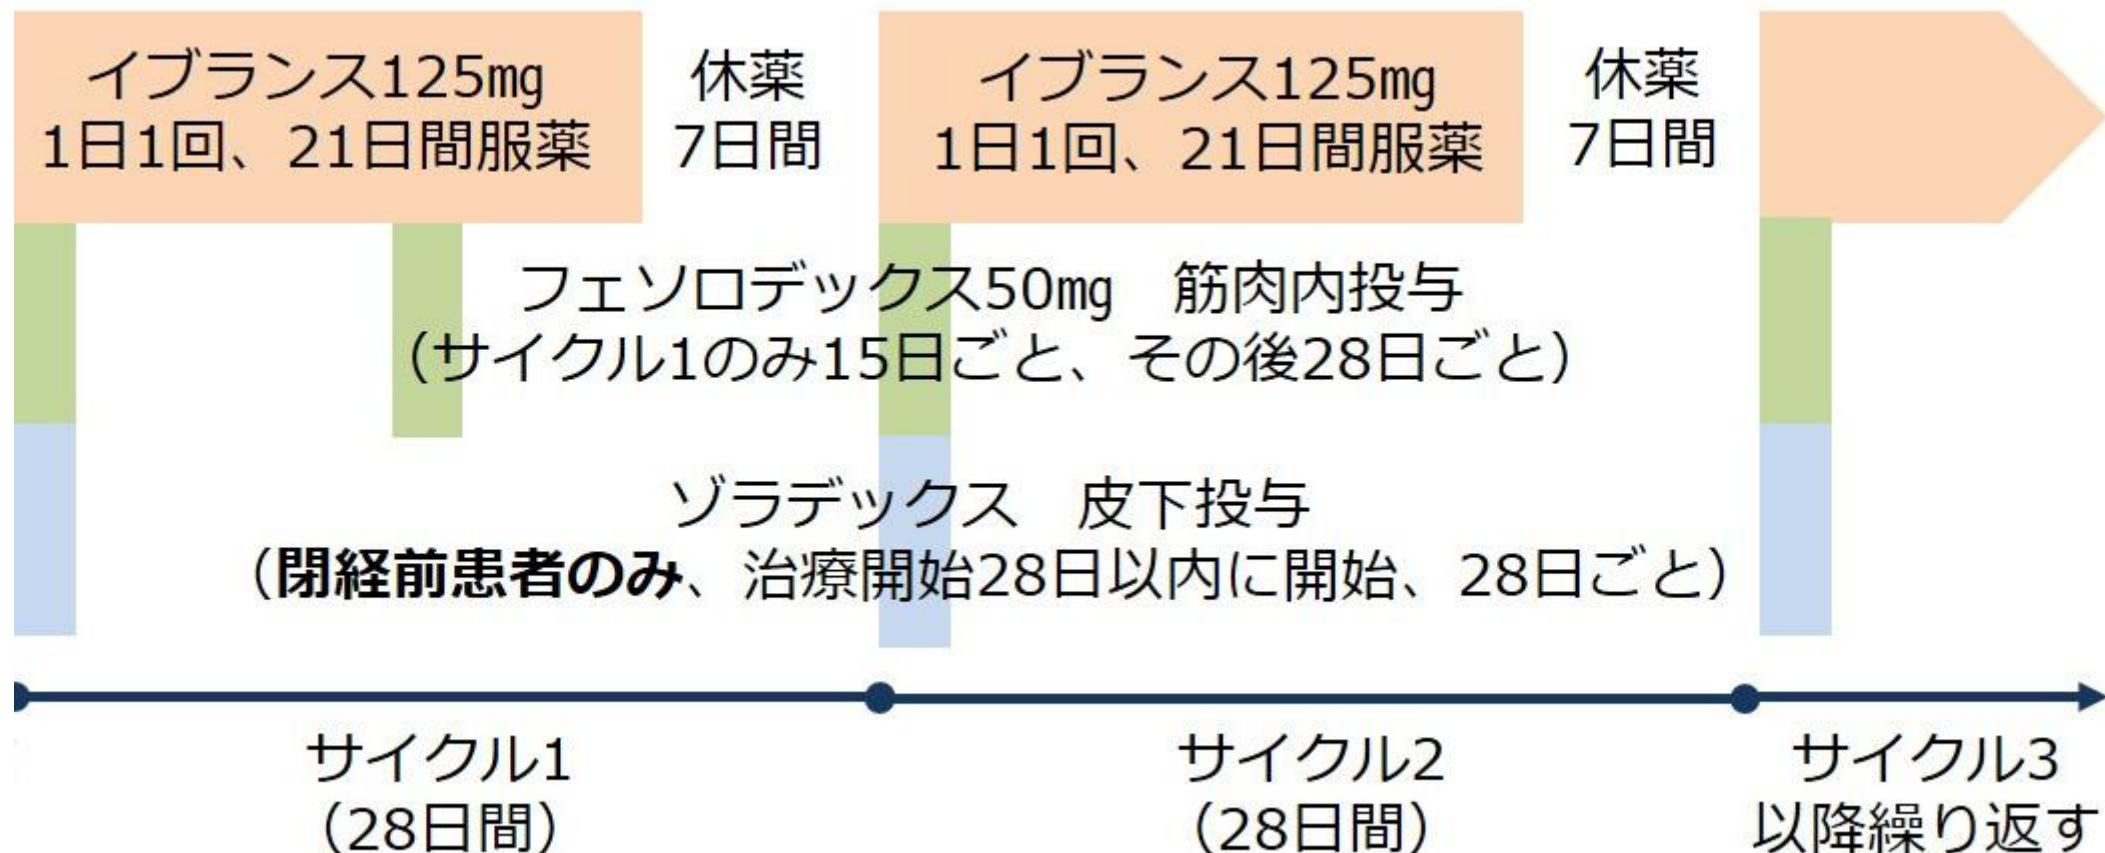 イブランス125㎎
1日1回、21日間服薬
休薬
7日間
イブランス125㎎
1日1回、21日間服薬
休薬
7日間
フェソロデックス50㎎　筋肉内投与
（サイクル1のみ15日ごと、その後28日ごと）
ゾラデックス　皮下投与
（閉経前患者のみ、治療開始28日以内に開始、28日ごと）
サイクル1
（28日間）
サイクル2
（28日間）
サイクル3
以降繰り返す